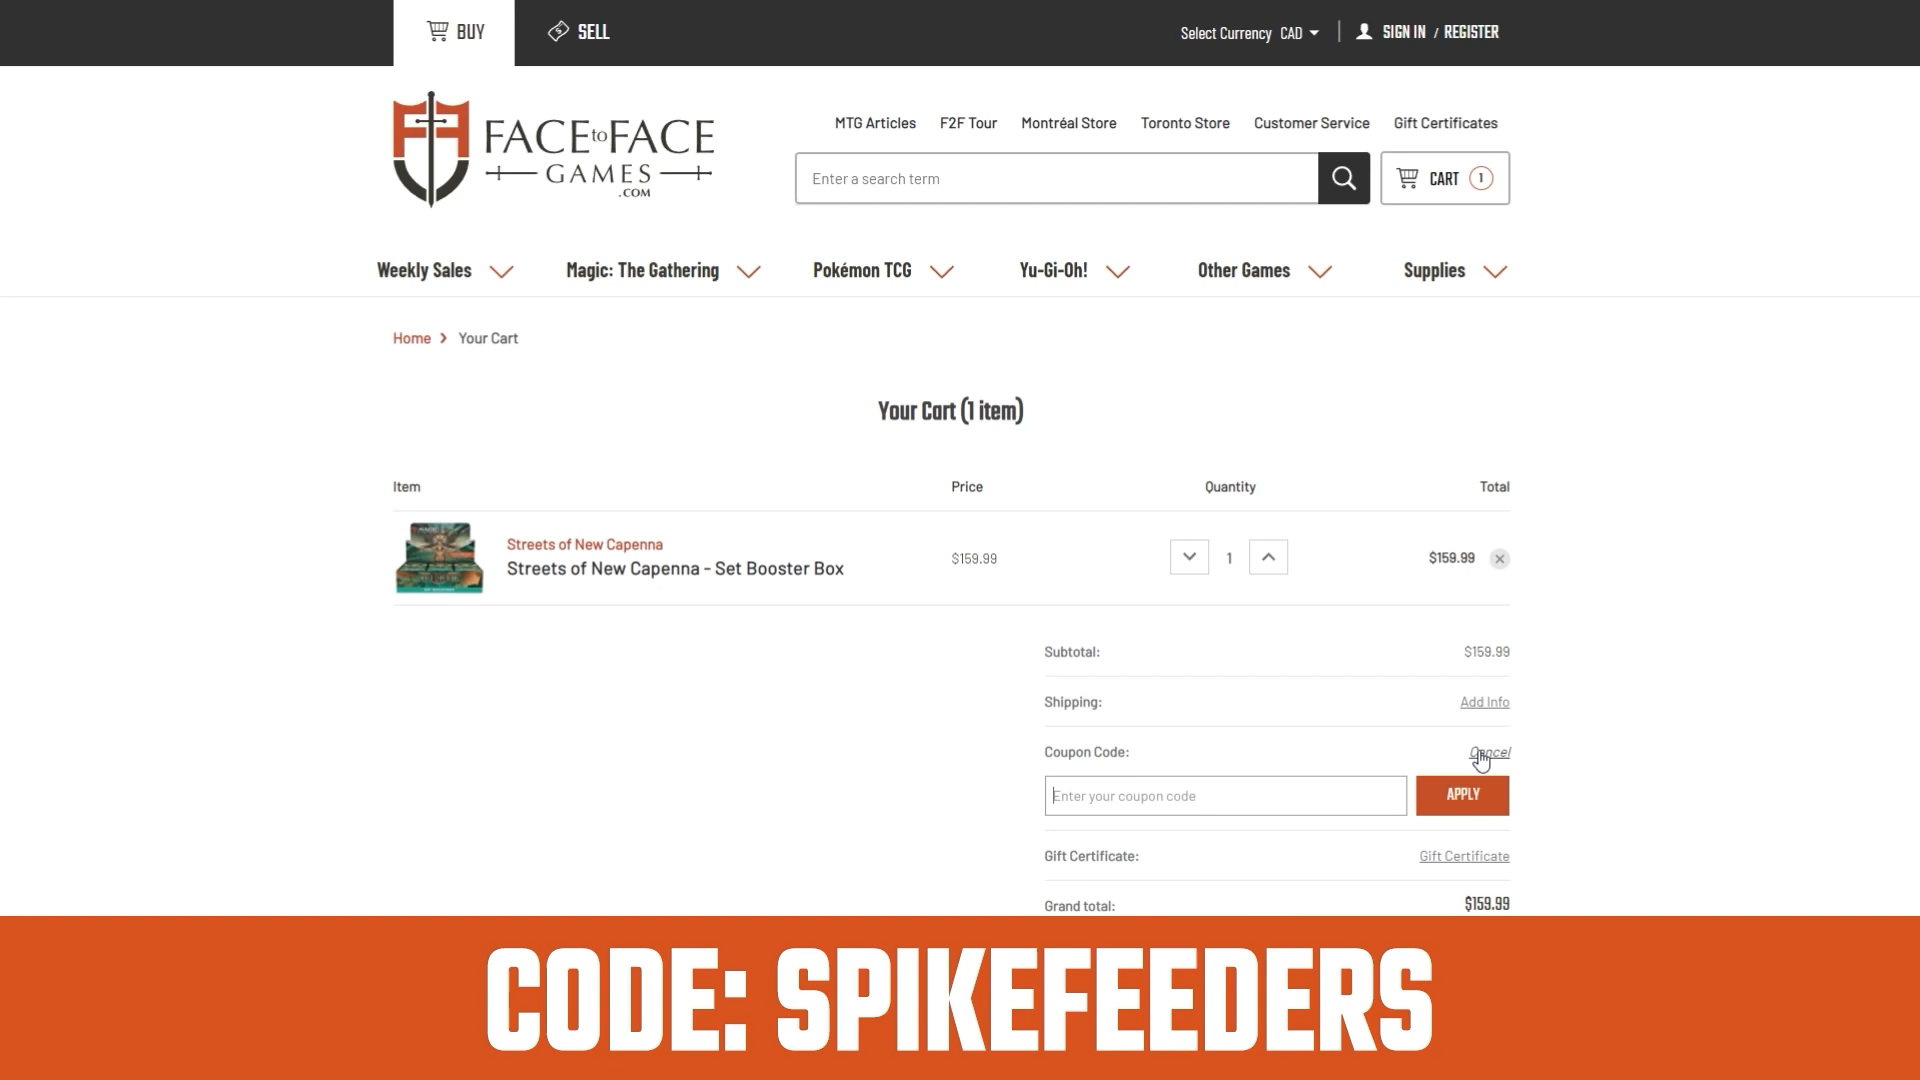 BUY
SELL
Select Currency CAD
SIGN IN / REGISTER
FACE to FACE
GAMES
.COM
MTG Articles
F2F Tour
Montréal Store
Toronto Store
Customer Service
Gift Certificates
Enter a search term
CART 1
Weekly Sales
Magic: The Gathering
Pokémon TCG
Yu-Gi-Oh!
Other Games
Supplies
Home > Your Cart
Your Cart (1 item)
Item
Price
Quantity
Total
Streets of New Capenna
Streets of New Capenna - Set Booster Box
$159.99
1
$159.99
Subtotal:
$159.99
Shipping:
Add Info
Coupon Code:
Cancel
Enter your coupon code
APPLY
Gift Certificate:
Gift Certificate
Grand total:
$159.99
CODE: SPIKEFEEDERS